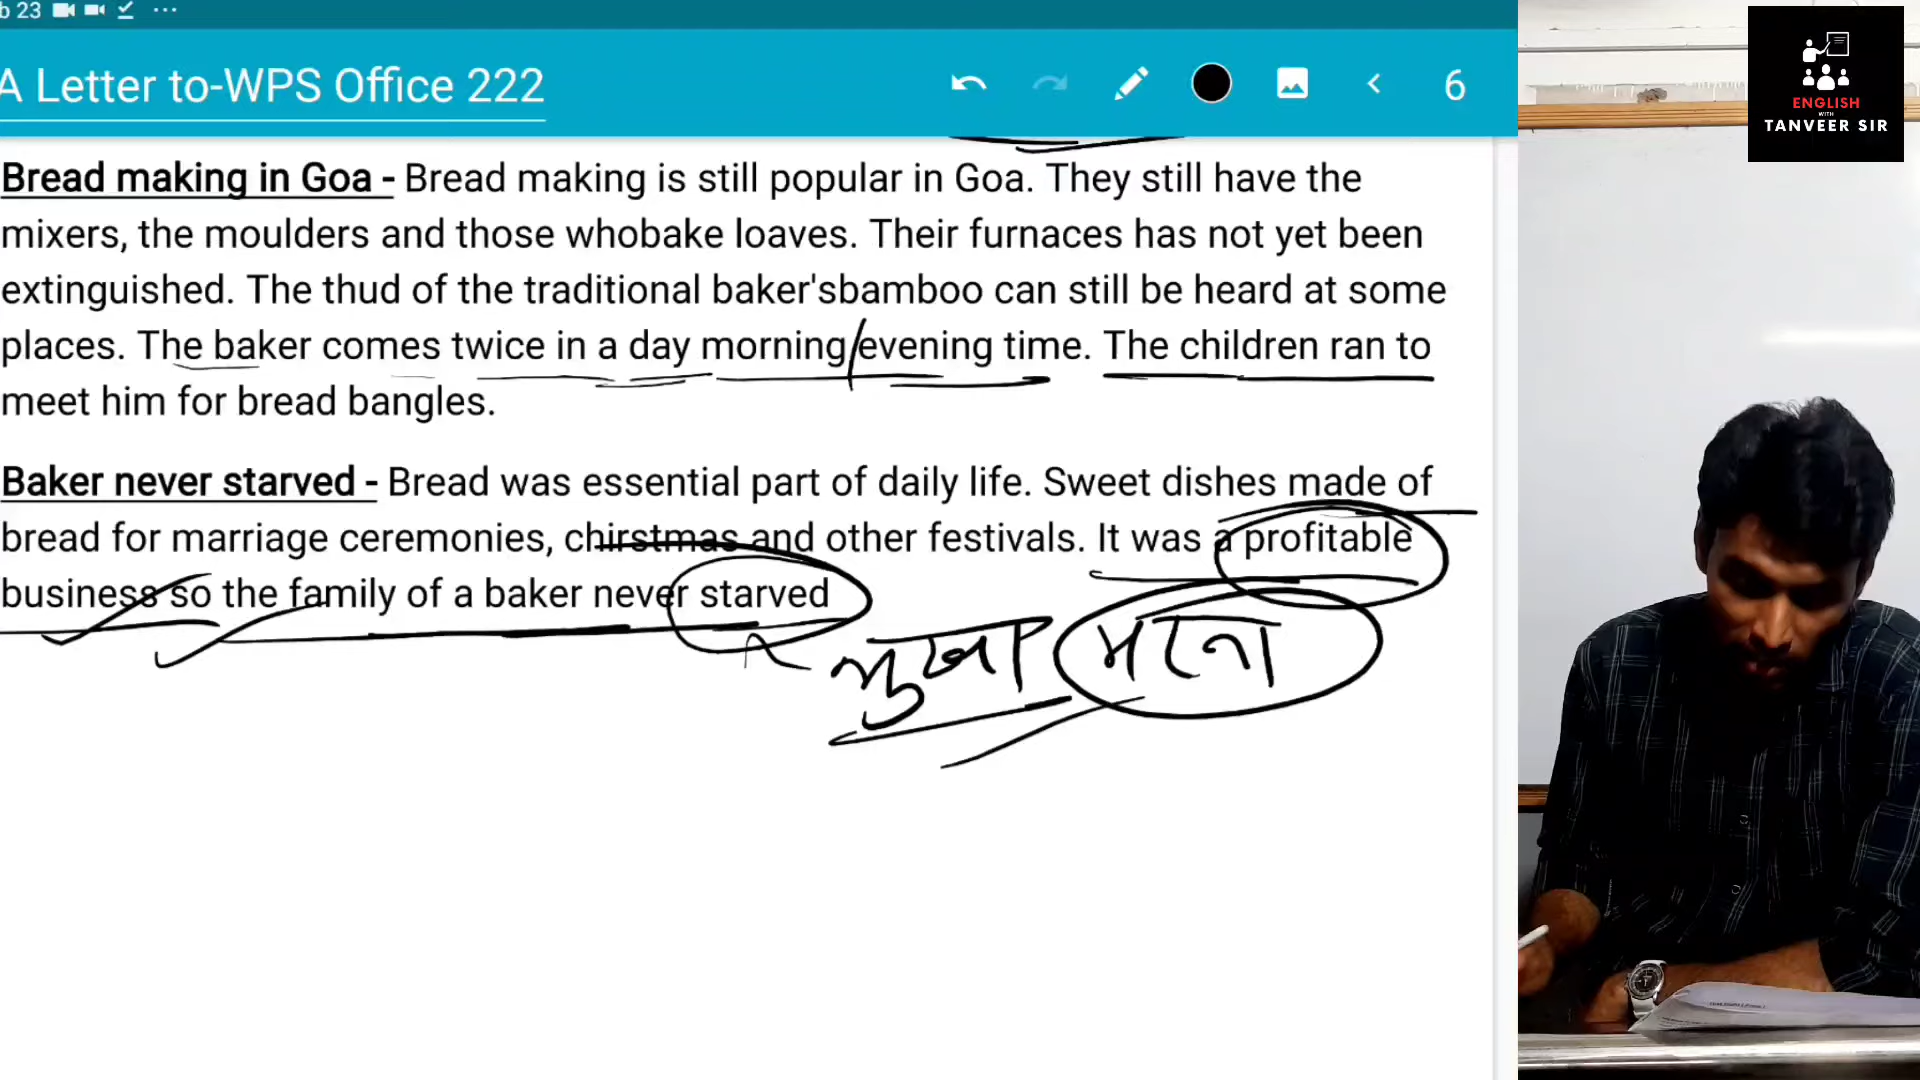 b 23
A Letter to-WPS Office 222
6
Bread making in Goa - Bread making is still popular in Goa. They still have the
mixers, the moulders and those whobake loaves. Their furnaces has not yet been
extinguished. The thud of the traditional baker'sbamboo can still be heard at some
places. The baker comes twice in a day morning/evening time. The children ran to
meet him for bread bangles.
Baker never starved - Bread was essential part of daily life. Sweet dishes made of
bread for marriage ceremonies, chirstmas and other festivals. It was a profitable
business so the family of a baker never starved
भुखा मरना
ENGLISH
WITH
TANVEER SIR